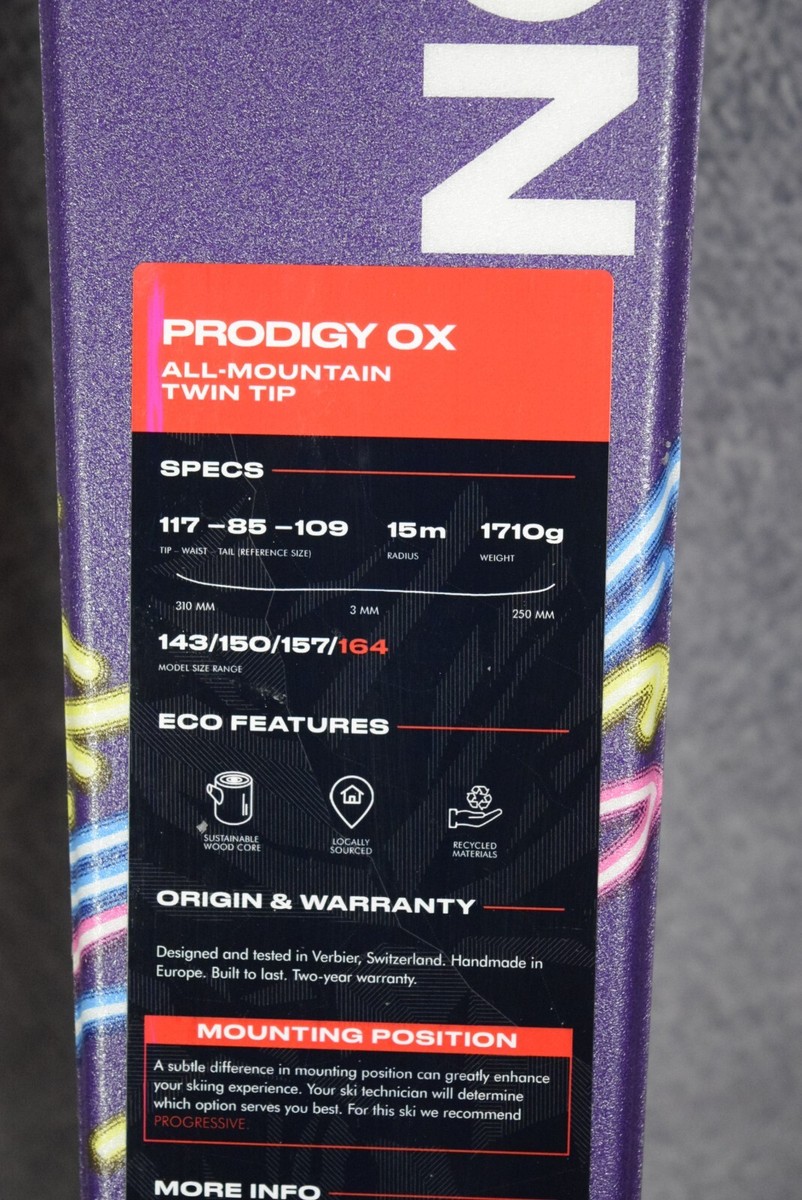 N
PRODIGY OX
ALL-MOUNTAIN
TWIN TIP
SPECS
117 – 85 – 109 15m 1710g
TIP - WAIST - TAIL (REFERENCE SIZE) RADIUS WEIGHT
310 MM 3 MM 250 MM
143/150/157/164
MODEL SIZE RANGE
ECO FEATURES
SUSTAINABLE
WOOD CORE
LOCALLY
SOURCED
RECYCLED
MATERIALS
ORIGIN & WARRANTY
Designed and tested in Verbier, Switzerland. Handmade in
Europe. Built to last. Two-year warranty.
MOUNTING POSITION
A subtle difference in mounting position can greatly enhance
your skiing experience. Your ski technician will determine
which option serves you best. For this ski we recommend
PROGRESSIVE.
MORE INFO